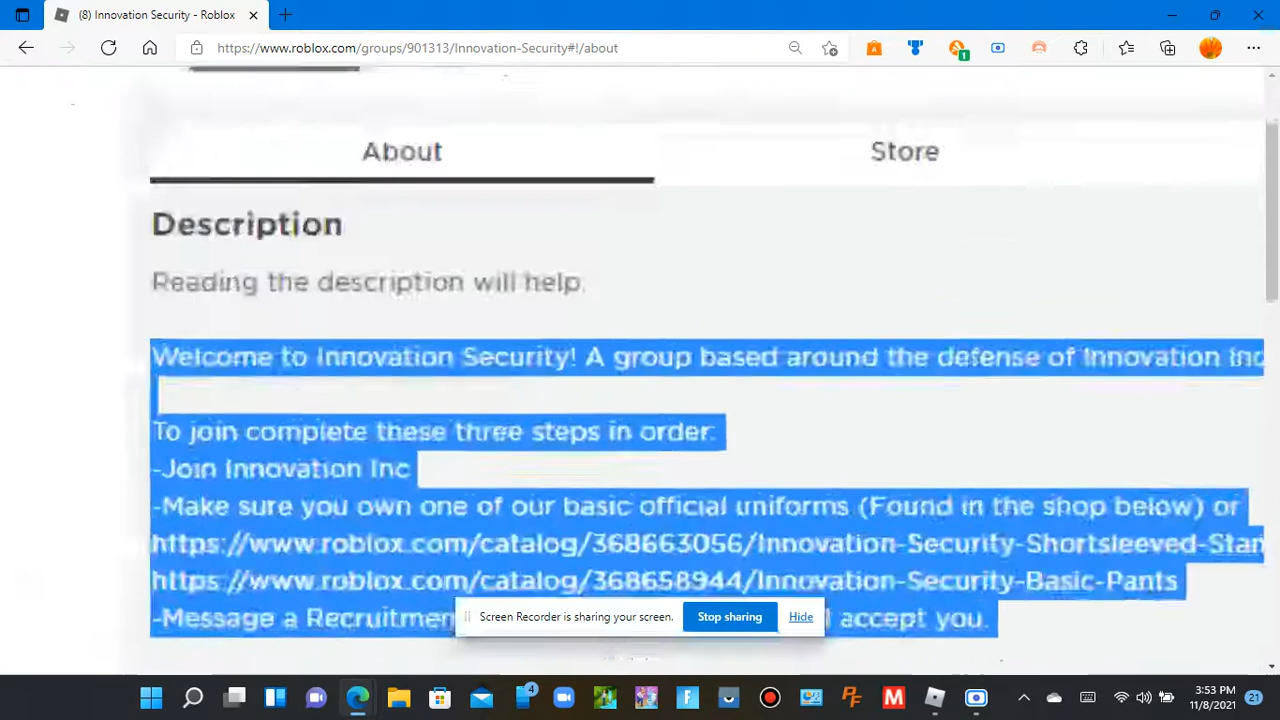 (8) Innovation Security - Roblox
https://www.roblox.com/groups/901313/Innovation-Security#!/about
1
About
Store
Description
Reading the description will help.
Welcome to Innovation Security! A group based around the defense of Innovation Inc
To join complete these three steps in order:
-Join Innovation Inc
-Make sure you own one of our basic official uniforms (Found in the shop below) or
https://www.roblox.com/catalog/368663056/Innovation-Security-Shortsleeved-Stan
https://www.roblox.com/catalog/368658944/Innovation-Security-Basic-Pants
-Message a Recruitmen accept you.
Screen Recorder is sharing your screen. Stop sharing Hide
4
3:53 PM
11/8/2021
21